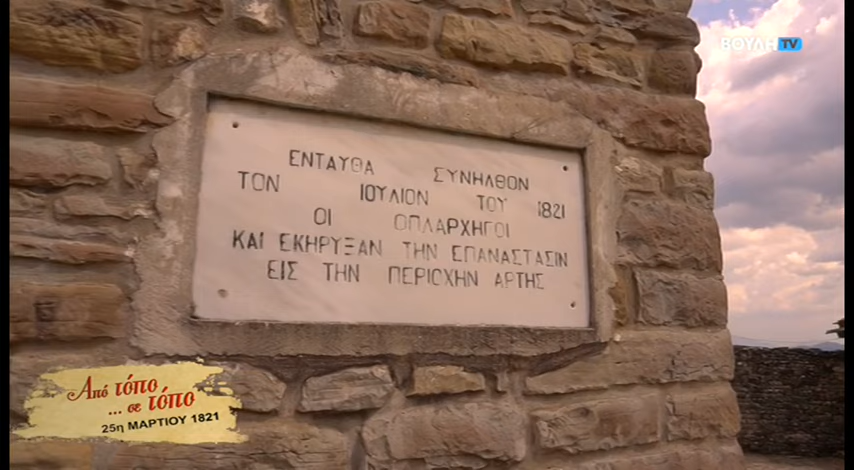 ΒΟΥΛΗ TV
ΕΝΤΑΥΘΑ ΣΥΝΗΛΘΟΝ
ΤΟΝ ΙΟΥΛΙΟΝ ΤΟΥ 1821
ΟΙ ΟΠΛΑΡΧΗΓΟΙ
ΚΑΙ ΕΚΗΡΥΞΑΝ ΤΗΝ ΕΠΑΝΑΣΤΑΣΙΝ
ΕΙΣ ΤΗΝ ΠΕΡΙΟΧΗΝ ΑΡΤΗΣ
Από τόπο
... σε τόπο
25η ΜΑΡΤΙΟΥ 1821